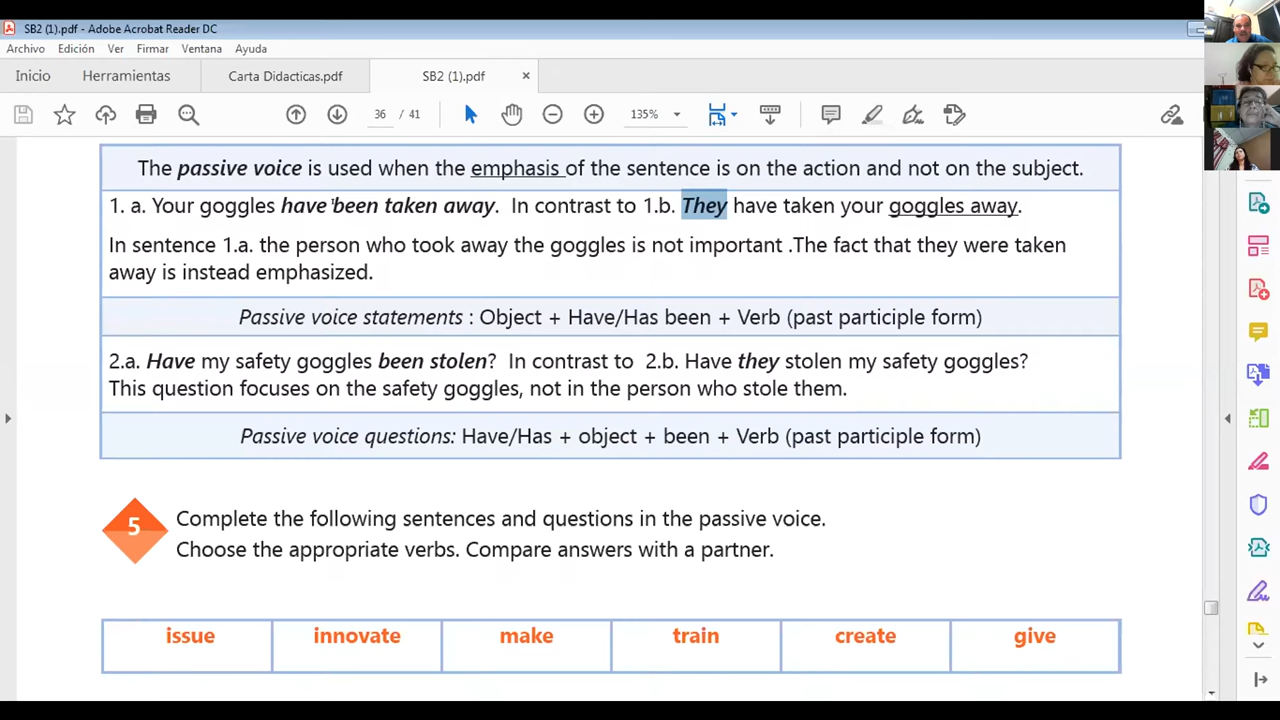 SB2 (1).pdf - Adobe Acrobat Reader DC
Archivo Edición Ver Firmar Ventana Ayuda
Inicio Herramientas Carta Didacticas.pdf SB2 (1).pdf ×
36 / 41 135%
The passive voice is used when the emphasis of the sentence is on the action and not on the subject.
1. a. Your goggles have been taken away. In contrast to 1.b. They have taken your goggles away.
In sentence 1.a. the person who took away the goggles is not important .The fact that they were taken
away is instead emphasized.
Passive voice statements : Object + Have/Has been + Verb (past participle form)
2.a. Have my safety goggles been stolen? In contrast to 2.b. Have they stolen my safety goggles?
This question focuses on the safety goggles, not in the person who stole them.
Passive voice questions: Have/Has + object + been + Verb (past participle form)
5 Complete the following sentences and questions in the passive voice.
Choose the appropriate verbs. Compare answers with a partner.
issue innovate make train create give